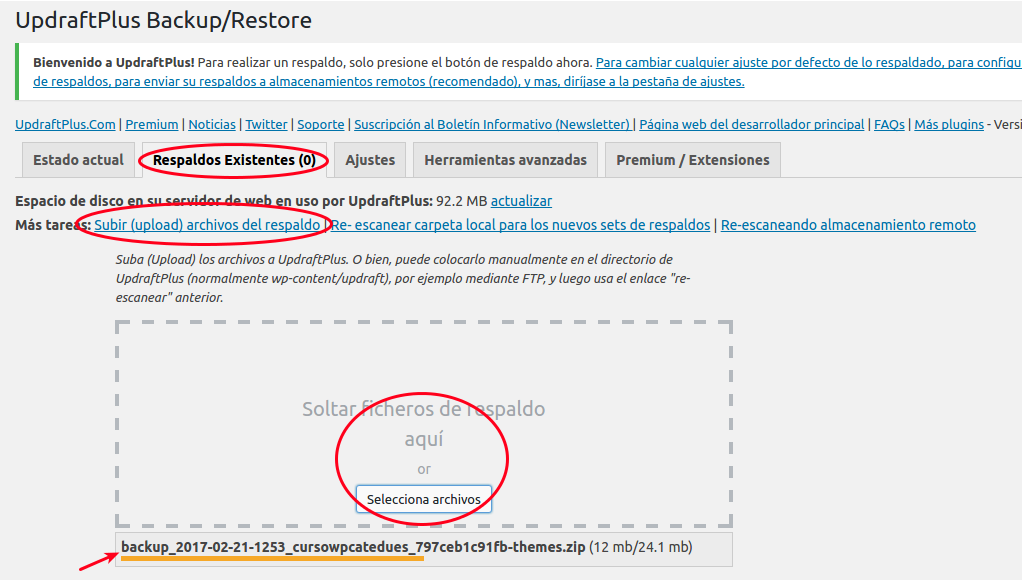 UpdraftPlus Backup/Restore
Bienvenido a UpdraftPlus! Para realizar un respaldo, solo presione el botón de respaldo ahora. Para cambiar cualquier ajuste por defecto de lo respaldado, para configu
de respaldos, para enviar su respaldos a almacenamientos remotos (recomendado), y mas, diríjase a la pestaña de ajustes.
UpdraftPlus.Com | Premium | Noticias | Twitter | Soporte | Suscripción al Boletín Informativo (Newsletter) | Página web del desarrollador principal | FAQs | Más plugins - Versi
Estado actual Respaldos Existentes (0) Ajustes Herramientas avanzadas Premium / Extensiones
Espacio de disco en su servidor de web en uso por UpdraftPlus: 92.2 MB actualizar
Más tareas: Subir (upload) archivos del respaldo | Re- escanear carpeta local para los nuevos sets de respaldos | Re-escaneando almacenamiento remoto
Suba (Upload) los archivos a UpdraftPlus. O bien, puede colocarlo manualmente en el directorio de
UpdraftPlus (normalmente wp-content/updraft), por ejemplo mediante FTP, y luego usa el enlace "re-
escanear" anterior.
Soltar ficheros de respaldo
aquí
or
Selecciona archivos
backup_2017-02-21-1253_cursowpcatedues_797ceb1c91fb-themes.zip (12 mb/24.1 mb)